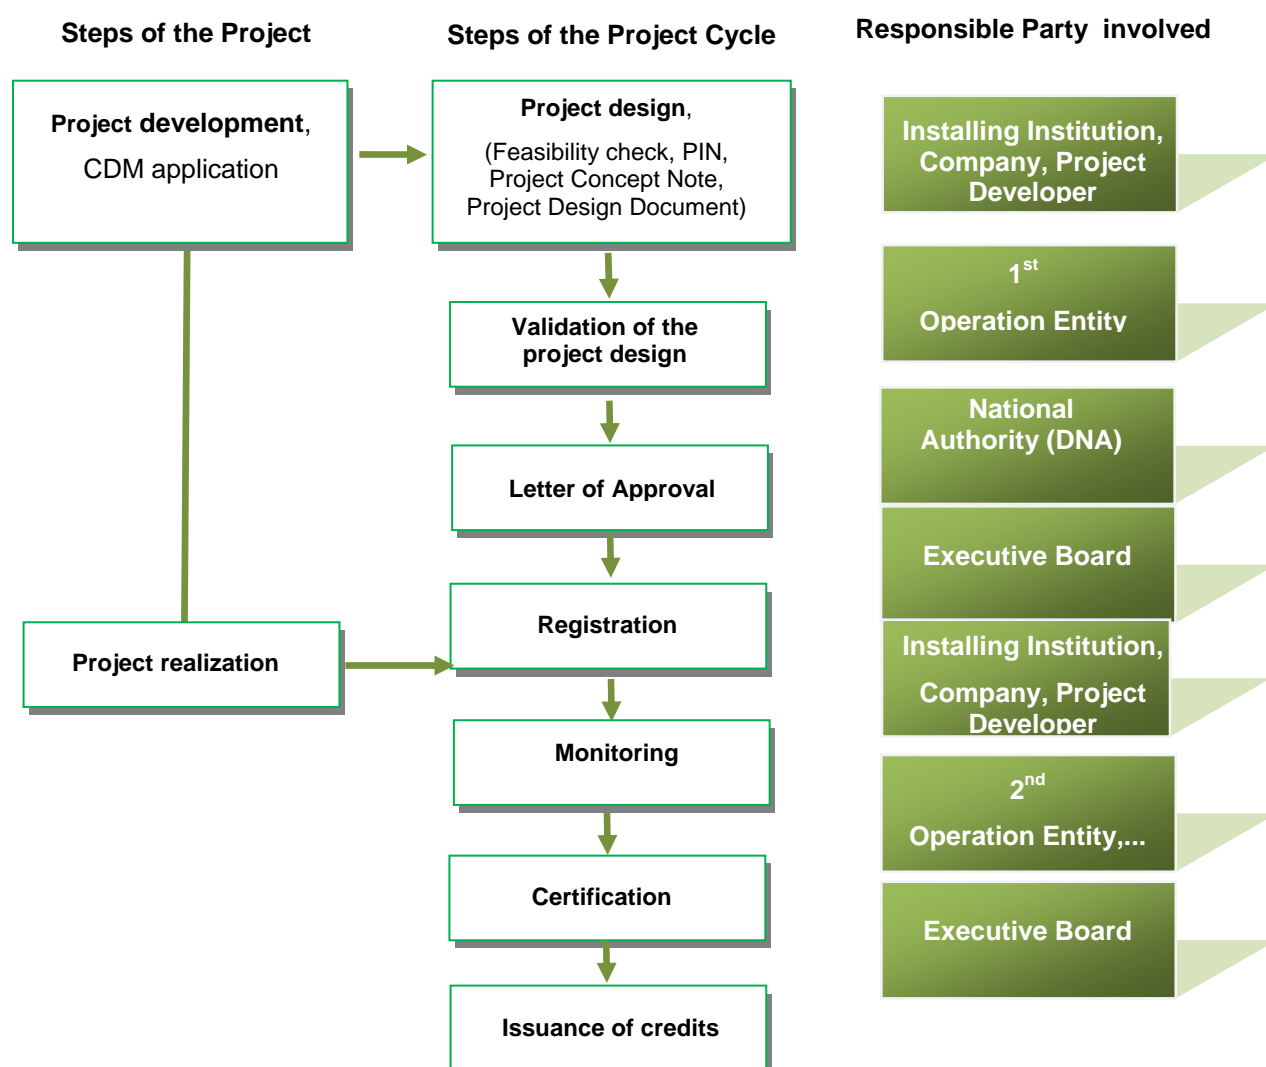 Steps of the Project
Steps of the Project Cycle
Responsible Party involved
Project development,
CDM application
Project design,
(Feasibility check, PIN,
Project Concept Note,
Project Design Document)
Installing Institution,
Company, Project
Developer
1st
Operation Entity
Validation of the
project design
National
Authority (DNA)
Letter of Approval
Executive Board
Registration
Project realization
Installing Institution,
Company, Project
Developer
Monitoring
2nd
Operation Entity,...
Certification
Executive Board
Issuance of credits